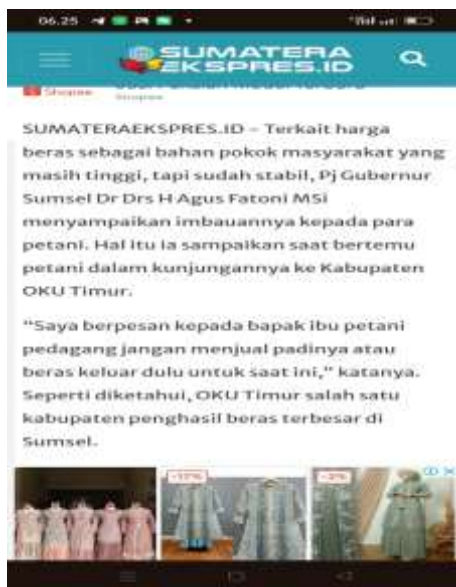 06.25
SUMATERA
EKSPRES.ID
Shopee
Shopee
SUMATERAEKSPRES.ID – Terkait harga
beras sebagai bahan pokok masyarakat yang
masih tinggi, tapi sudah stabil, Pj Gubernur
Sumsel Dr Drs H Agus Fatoni MSi
menyampaikan imbauannya kepada para
petani. Hal itu ia sampaikan saat bertemu
petani dalam kunjungannya ke Kabupaten
OKU Timur.
“Saya berpesan kepada bapak ibu petani
pedagang jangan menjual padinya atau
beras keluar dulu untuk saat ini,” katanya.
Seperti diketahui, OKU Timur salah satu
kabupaten penghasil beras terbesar di
Sumsel.